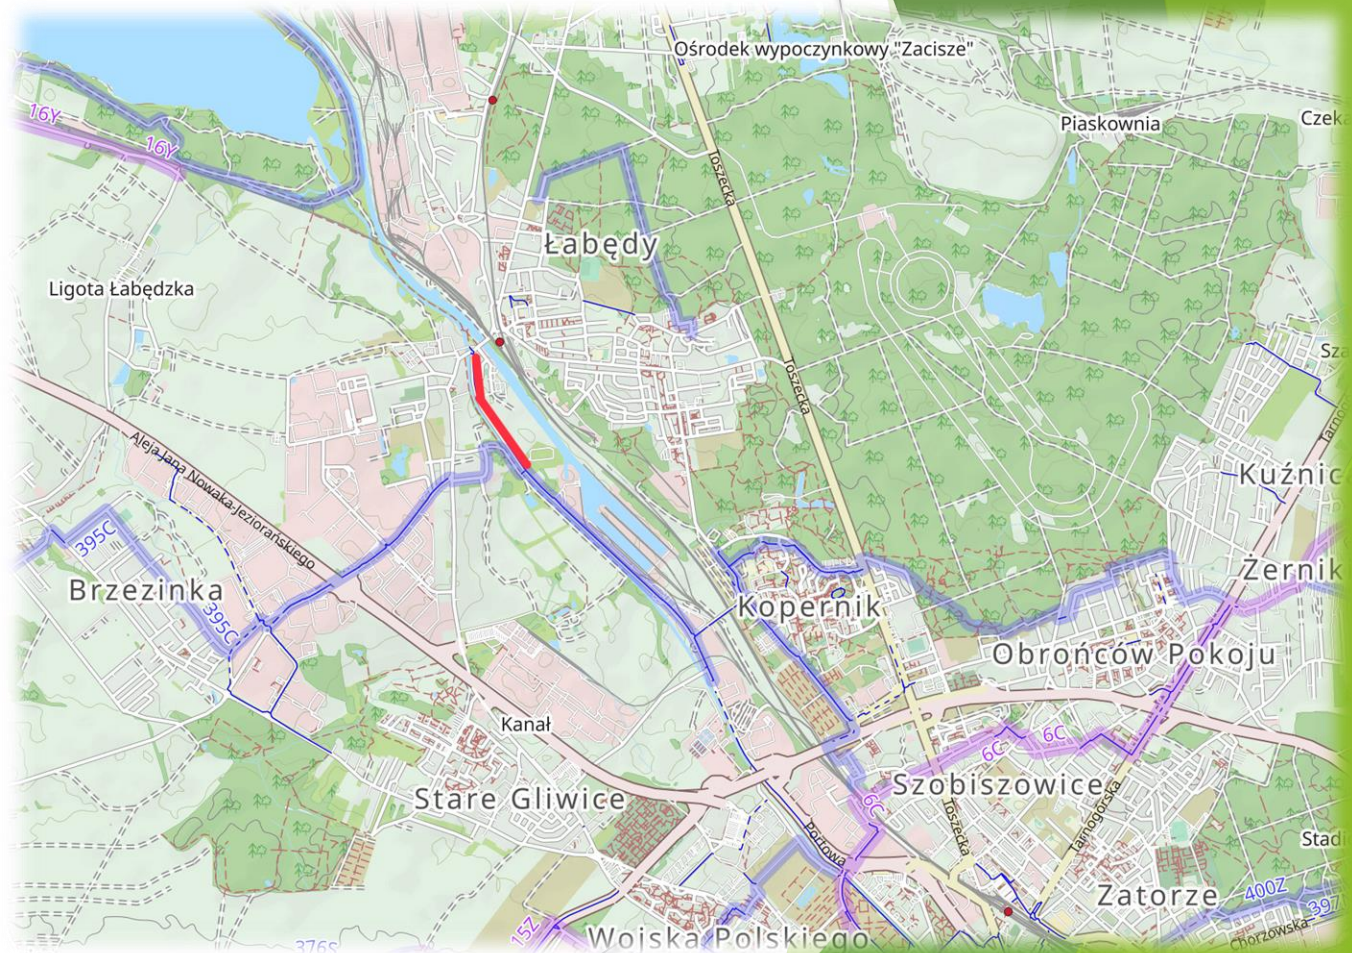 Ośrodek wypoczynkowy "Zacisze"
16Y
16Y
Piaskownia
Czeka
Toszecka
Łabędy
Ligota Łabędzka
Toszecka
Sza
Tarno
Aleja Jana Nowaka-Jeziorańskiego
Kuźnic
395C
Brzezinka
395C
Kopernik
Żernik
Obrońców Pokoju
Kanał
6C
6C
Stare Gliwice
Szobiszowice
6C
Toszecka
Tarnogórska
Portowa
Stadi
Zatorze
400Z
397
15Z
376S
Wojska Polskiego
Chorzowska